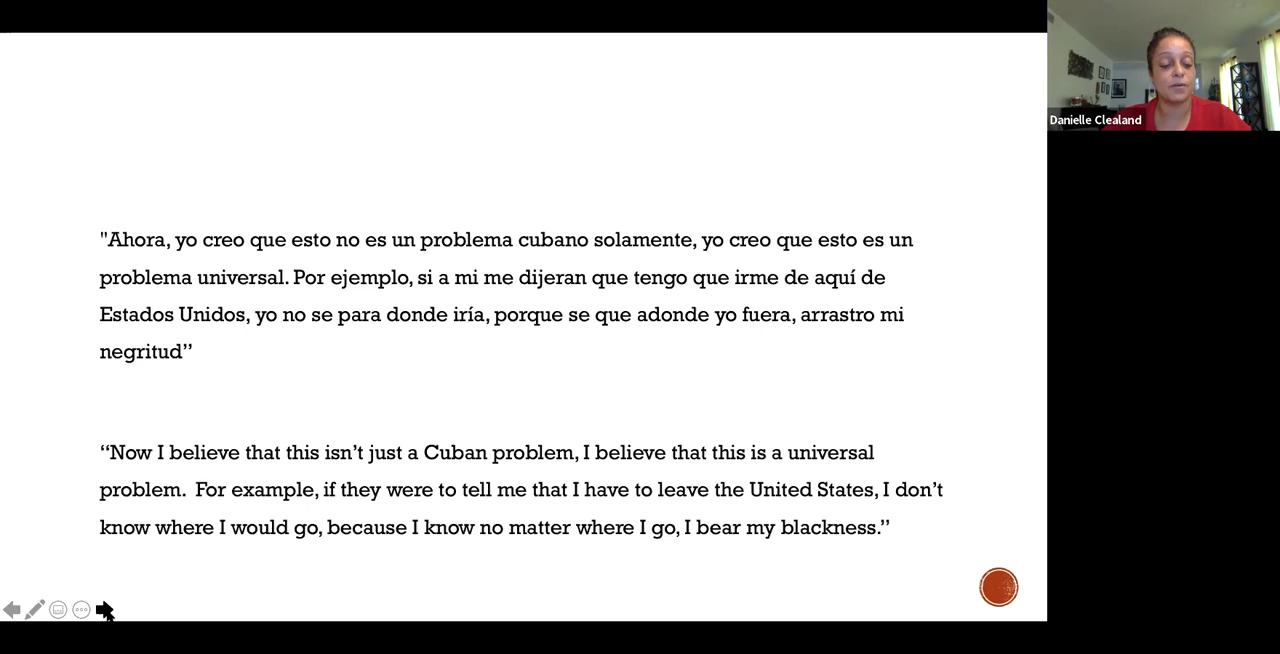 Danielle Clealand
"Ahora, yo creo que esto no es un problema cubano solamente, yo creo que esto es un
problema universal. Por ejemplo, si a mi me dijeran que tengo que irme de aquí de
Estados Unidos, yo no se para donde iría, porque se que adonde yo fuera, arrastro mi
negritud”
“Now I believe that this isn’t just a Cuban problem, I believe that this is a universal
problem.  For example, if they were to tell me that I have to leave the United States, I don’t
know where I would go, because I know no matter where I go, I bear my blackness.”